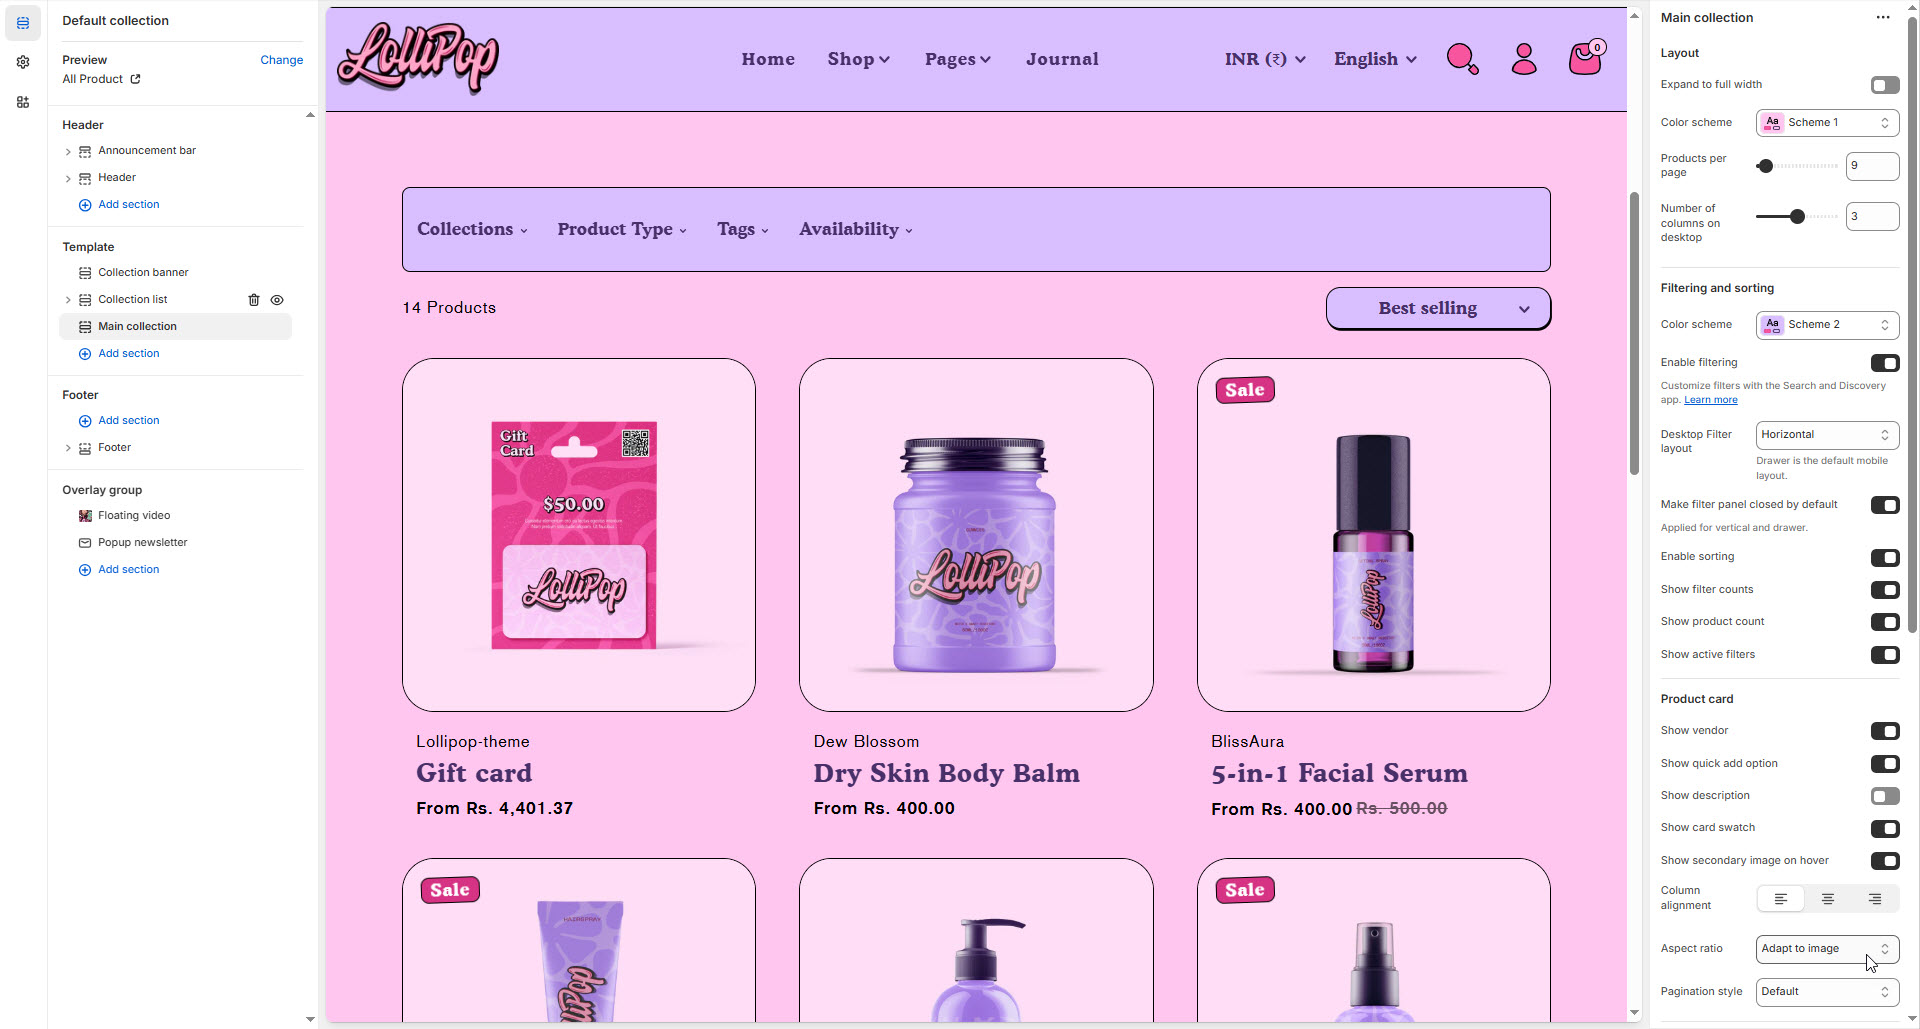 Default collection
Preview
Change
All Product
Header
Announcement bar
Header
Add section
Template
Collection banner
Collection list
Main collection
Add section
Footer
Add section
Footer
Overlay group
Floating video
Popup newsletter
Add section
LolliPop
Home
Shop
Pages
Journal
INR (₹)
English
0
Collections
Product Type
Tags
Availability
14 Products
Best selling
Gift
Card
$50.00
LolliPop
LolliPop
Sale
LolliPop
Lollipop-theme
Gift card
From Rs. 4,401.37
Dew Blossom
Dry Skin Body Balm
From Rs. 400.00
BlissAura
5-in-1 Facial Serum
From Rs. 400.00 Rs. 500.00
Sale
Sale
Main collection
Layout
Expand to full width
Color scheme
Aa
Scheme 1
Products per
page
9
Number of
columns on
desktop
3
Filtering and sorting
Color scheme
Aa
Scheme 2
Enable filtering
Customize filters with the Search and Discovery
app. Learn more
Desktop Filter
layout
Horizontal
Drawer is the default mobile
layout.
Make filter panel closed by default
Applied for vertical and drawer.
Enable sorting
Show filter counts
Show product count
Show active filters
Product card
Show vendor
Show quick add option
Show description
Show card swatch
Show secondary image on hover
Column
alignment
Aspect ratio
Adapt to image
Pagination style
Default